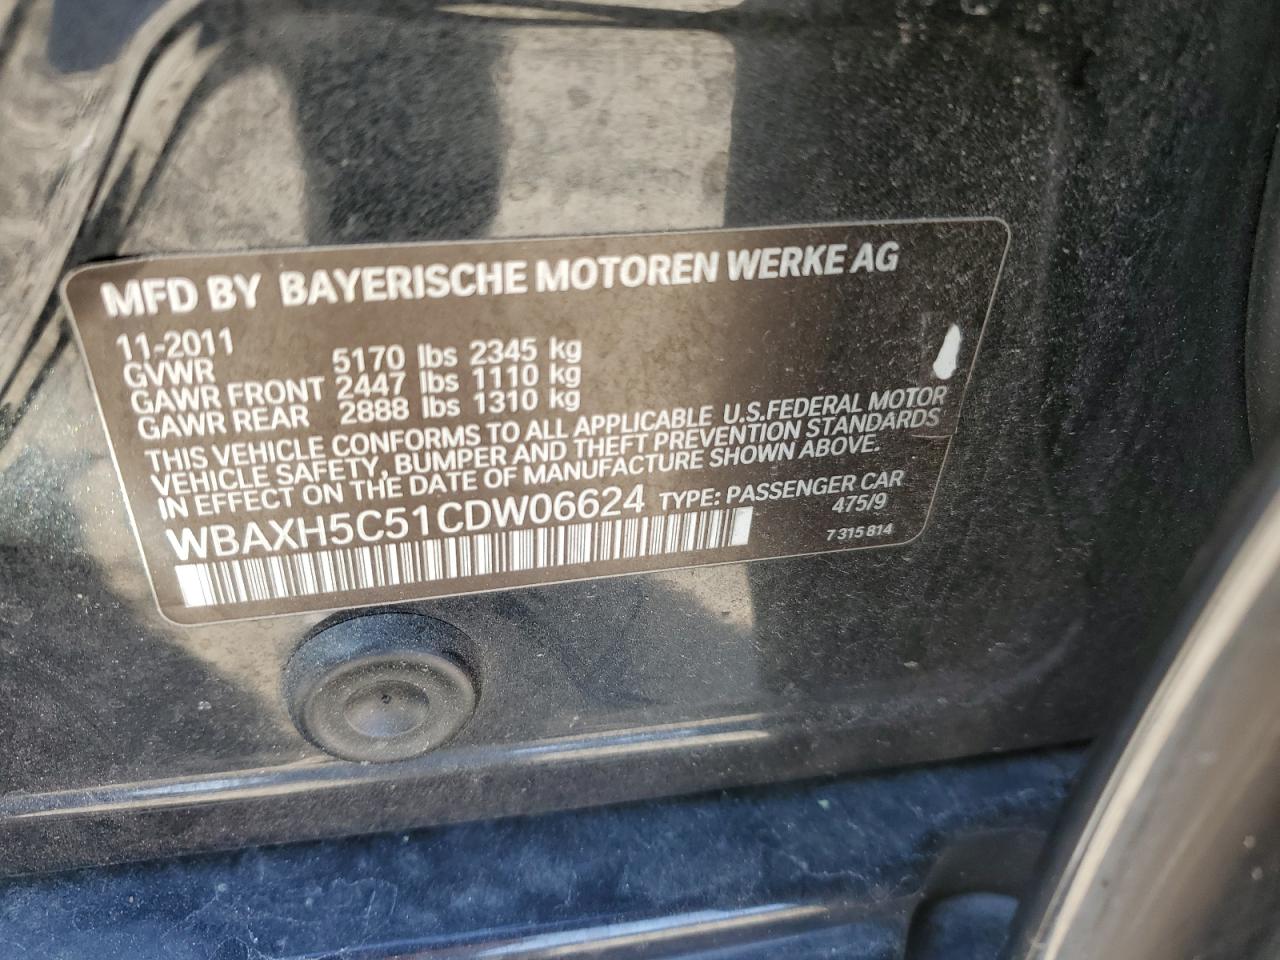 MFD BY BAYERISCHE MOTOREN WERKE AG
11-2011
GVWR 5170 lbs 2345 kg
GAWR FRONT 2447 lbs 1110 kg
GAWR REAR 2888 lbs 1310 kg
THIS VEHICLE CONFORMS TO ALL APPLICABLE U.S.FEDERAL MOTOR
VEHICLE SAFETY, BUMPER AND THEFT PREVENTION STANDARDS
IN EFFECT ON THE DATE OF MANUFACTURE SHOWN ABOVE.
WBAXH5C51CDW06624 TYPE: PASSENGER CAR
475/9
7 315 814